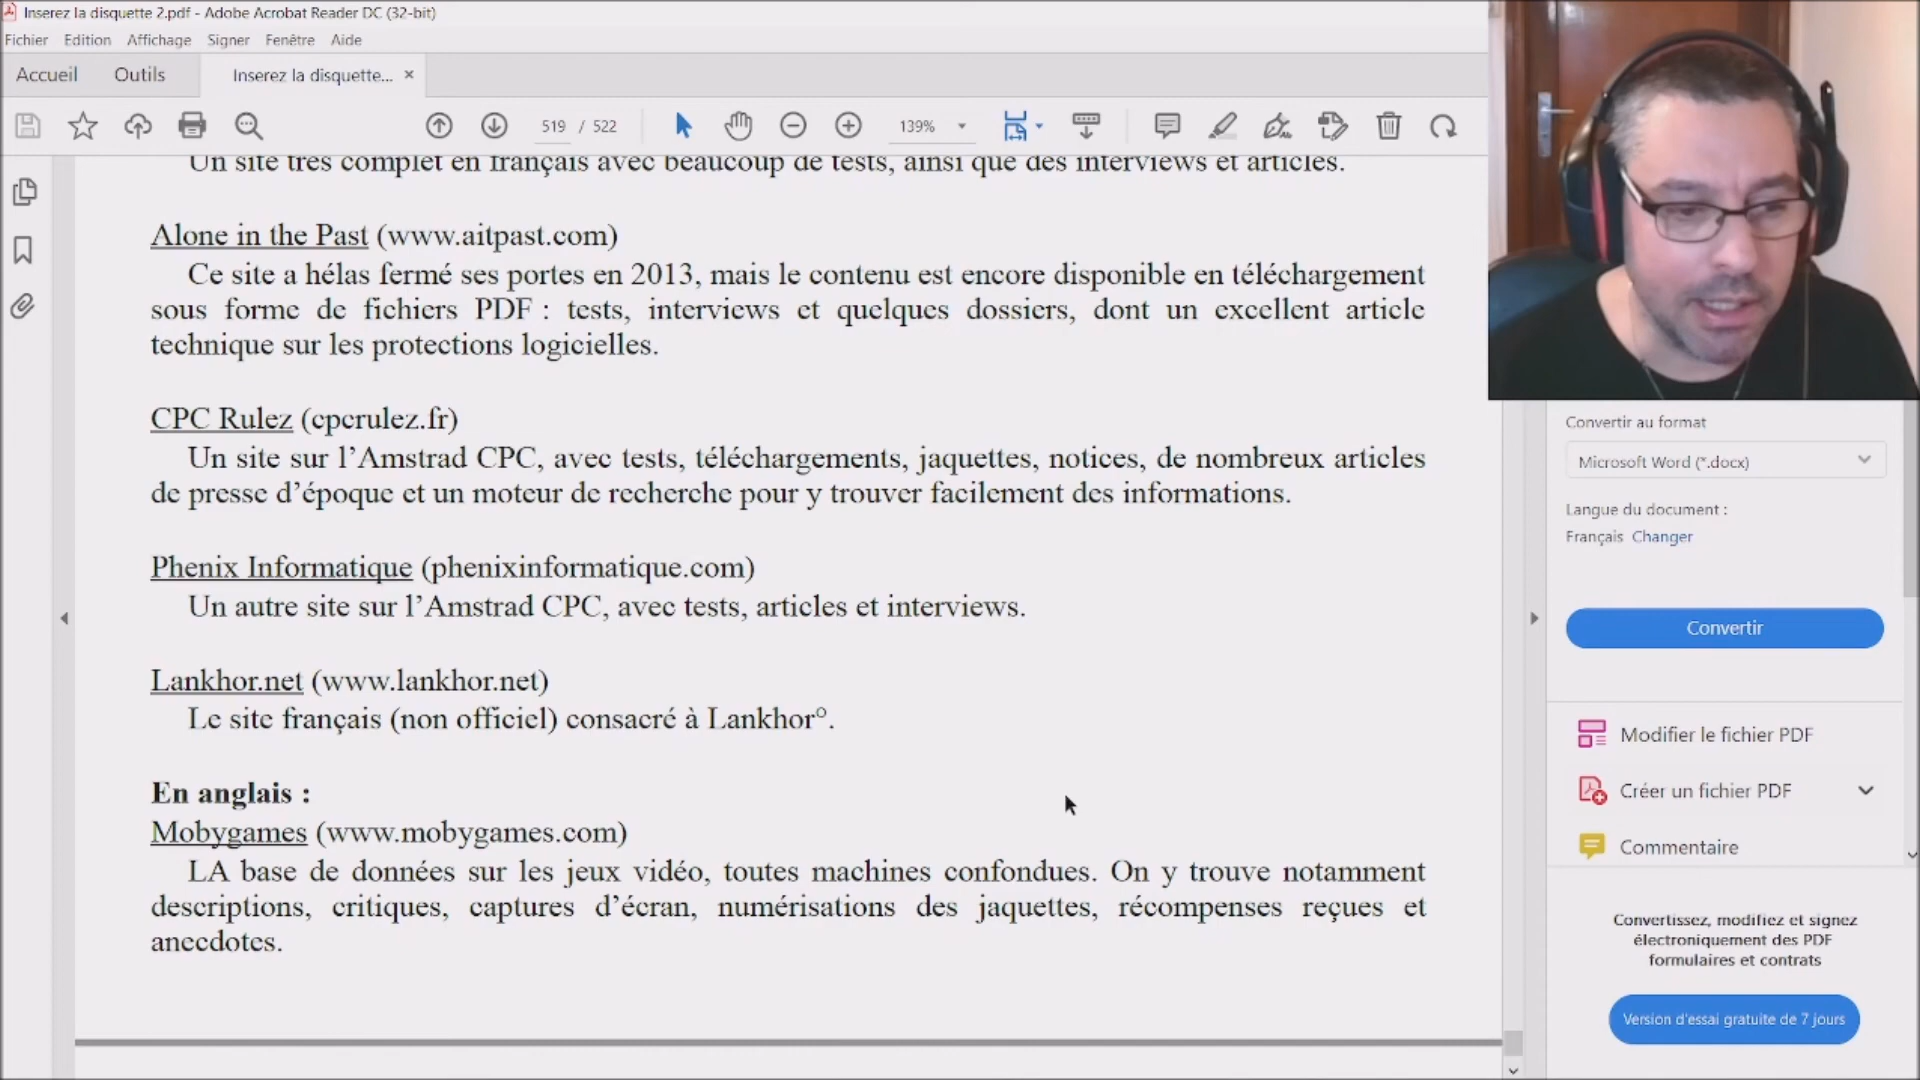 Inserez la disquette 2.pdf - Adobe Acrobat Reader DC (32-bit)
Fichier Edition Affichage Signer Fenêtre Aide
Accueil Outils Inserez la disquette... ×
519 / 522 139%
Un site très complet en français avec beaucoup de tests, ainsi que des interviews et articles.
Alone in the Past (www.aitpast.com)
Ce site a hélas fermé ses portes en 2013, mais le contenu est encore disponible en téléchargement
sous forme de fichiers PDF : tests, interviews et quelques dossiers, dont un excellent article
technique sur les protections logicielles.
CPC Rulez (cpcrulez.fr)
Un site sur l’Amstrad CPC, avec tests, téléchargements, jaquettes, notices, de nombreux articles
de presse d’époque et un moteur de recherche pour y trouver facilement des informations.
Phenix Informatique (phenixinformatique.com)
Un autre site sur l’Amstrad CPC, avec tests, articles et interviews.
Lankhor.net (www.lankhor.net)
Le site français (non officiel) consacré à Lankhor°.
En anglais :
Mobygames (www.mobygames.com)
LA base de données sur les jeux vidéo, toutes machines confondues. On y trouve notamment
descriptions, critiques, captures d’écran, numérisations des jaquettes, récompenses reçues et
anecdotes.
Convertir au format
Microsoft Word (*.docx)
Langue du document :
Français Changer
Convertir
Modifier le fichier PDF
Créer un fichier PDF
Commentaire
Convertissez, modifiez et signez
électroniquement des PDF
formulaires et contrats
Version d'essai gratuite de 7 jours